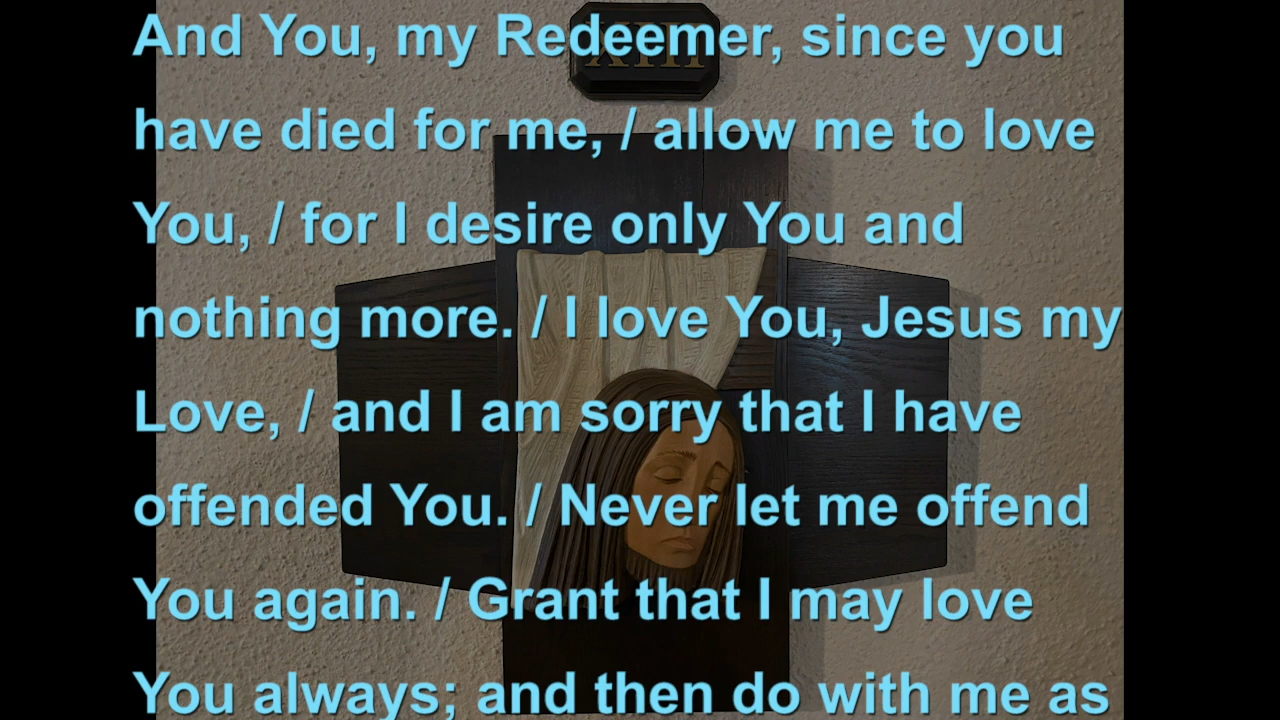 XIII
And You, my Redeemer, since you
have died for me, / allow me to love
You, / for I desire only You and
nothing more. / I love You, Jesus my
Love, / and I am sorry that I have
offended You. / Never let me offend
You again. / Grant that I may love
You always; and then do with me as